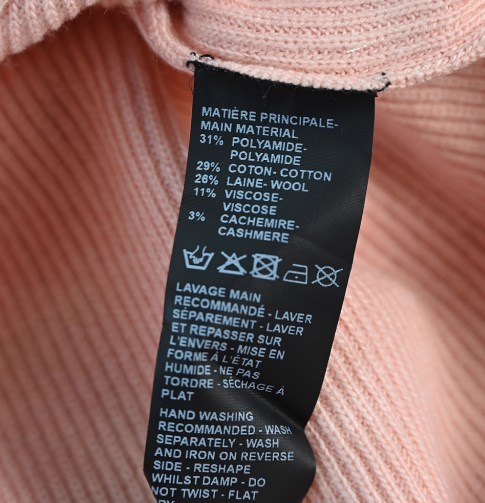 MATIÈRE PRINCIPALE-
MAIN MATERIAL
31% POLYAMIDE-
POLYAMIDE
29% COTON- COTTON
26% LAINE- WOOL
11% VISCOSE-
VISCOSE
3% CACHEMIRE-
CASHMERE
LAVAGE MAIN
RECOMMANDÉ - LAVER
SÉPAREMENT - LAVER
ET REPASSER SUR
L'ENVERS - MISE EN
FORME À L'ÉTAT
HUMIDE - NE PAS
TORDRE - SÉCHAGE À
PLAT
HAND WASHING
RECOMMANDED - WASH
SEPARATELY - WASH
AND IRON ON REVERSE
SIDE - RESHAPE
WHILST DAMP - DO
NOT TWIST - FLAT